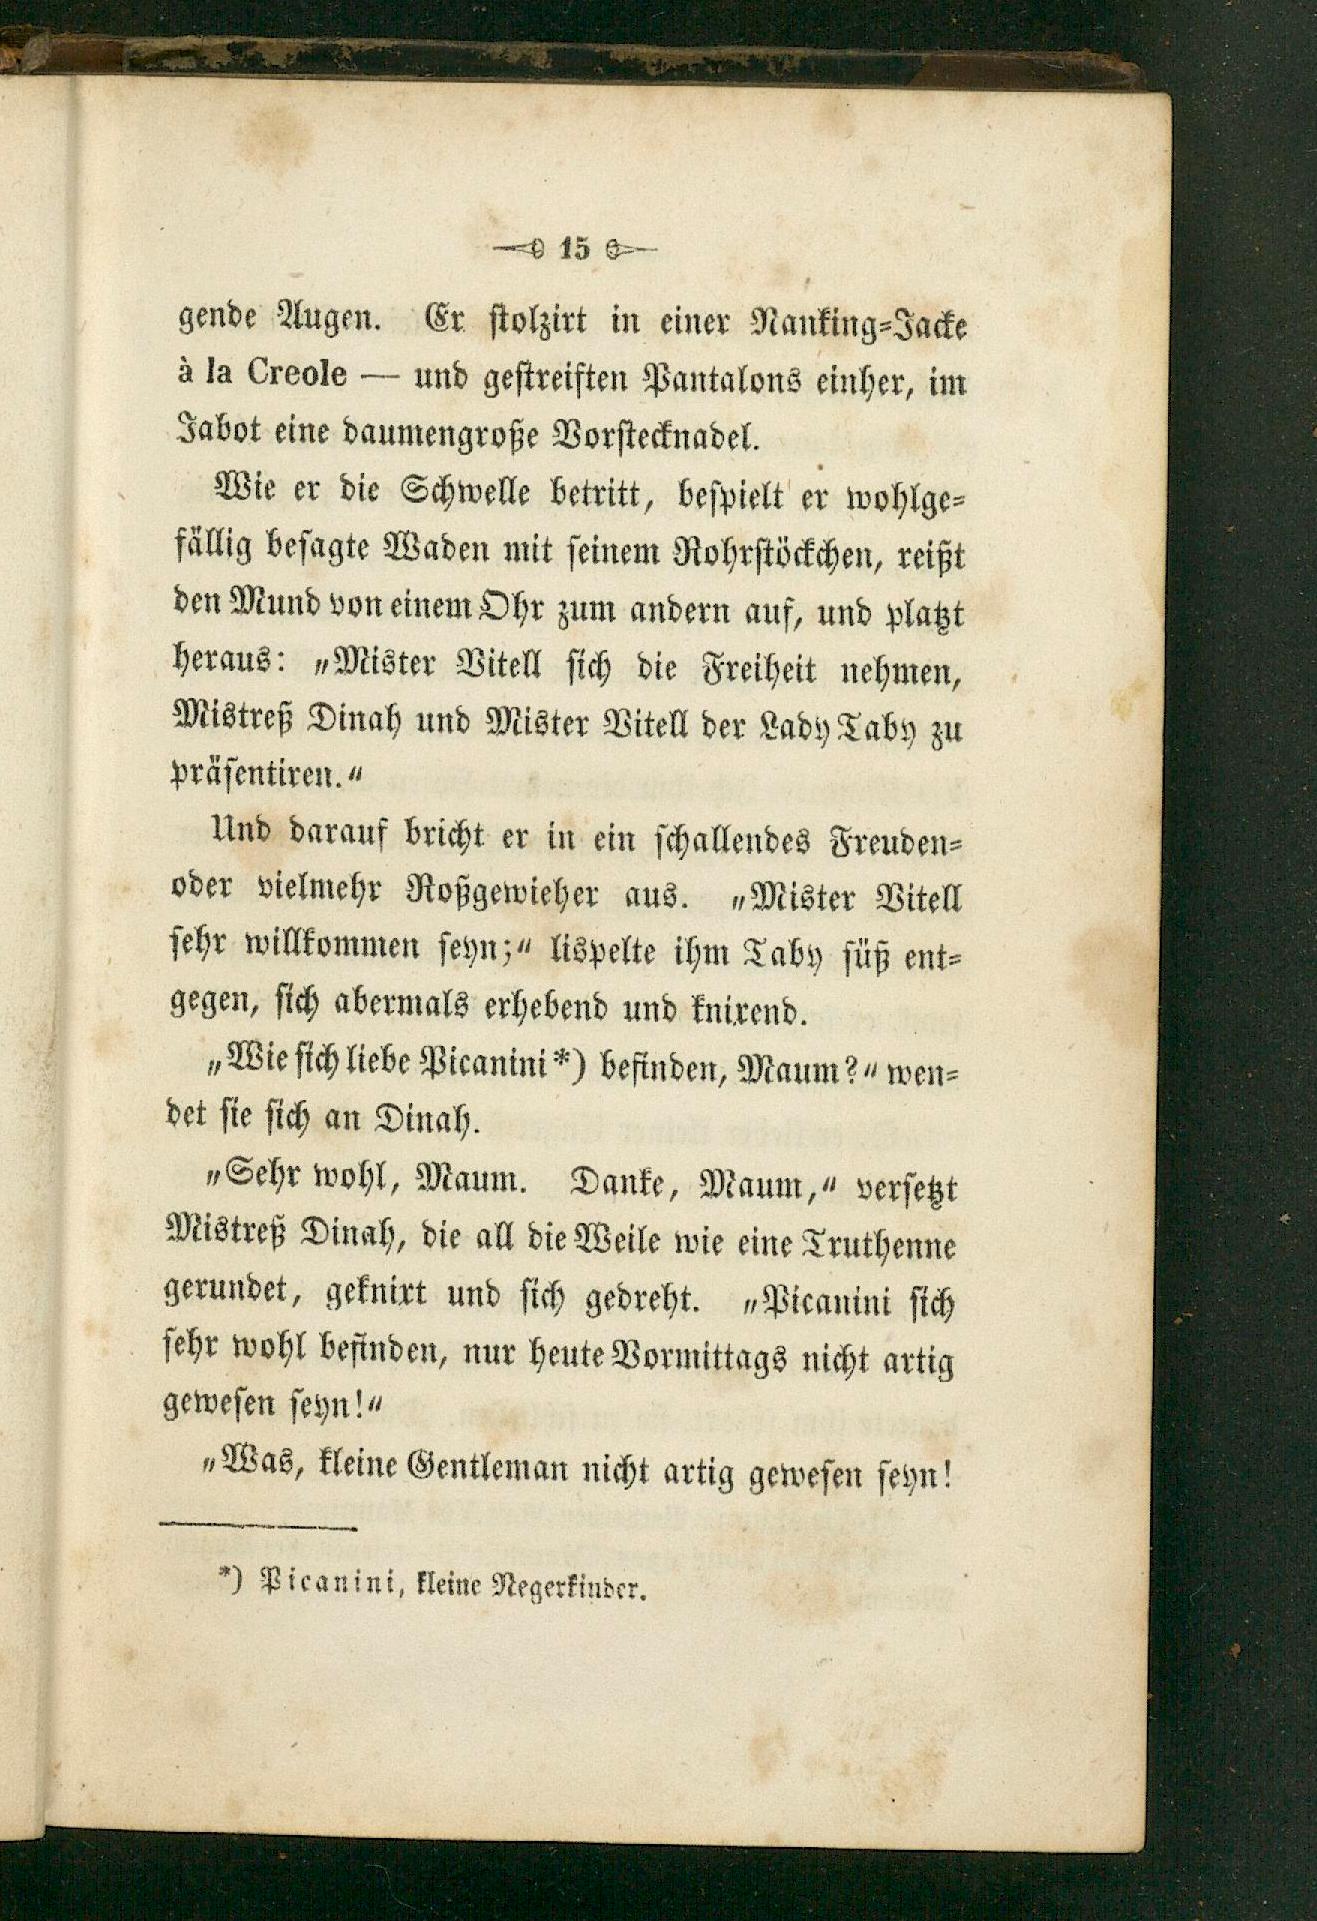 15
gende Augen. Er stolzirt in einer Nanking-Jacke
à la Creole — und gestreiften Pantalons einher, im
Jabot eine daumengroße Vorstecknadel.
Wie er die Schwelle betritt, bespielt er wohlge-
fällig besagte Waden mit seinem Rohrstöckchen, reißt
den Mund von einem Ohr zum andern auf, und platzt
heraus: „Mister Vitell sich die Freiheit nehmen,
Mistreß Dinah und Mister Vitell der Lady Taby zu
präsentiren.“
Und darauf bricht er in ein schallendes Freuden-
oder vielmehr Roßgewieher aus. „Mister Vitell
sehr willkommen seyn;“ lispelte ihm Taby süß ent-
gegen, sich abermals erhebend und knixend.
„Wie sich liebe Picanini*) befinden, Maum?“ wen-
det sie sich an Dinah.
„Sehr wohl, Maum. Danke, Maum,“ versetzt
Mistreß Dinah, die all die Weile wie eine Truthenne
gerundet, geknixt und sich gedreht. „Picanini sich
sehr wohl befinden, nur heute Vormittags nicht artig
gewesen seyn!“
„Was, kleine Gentleman nicht artig gewesen seyn!
*) Picanini, kleine Negerkinder.